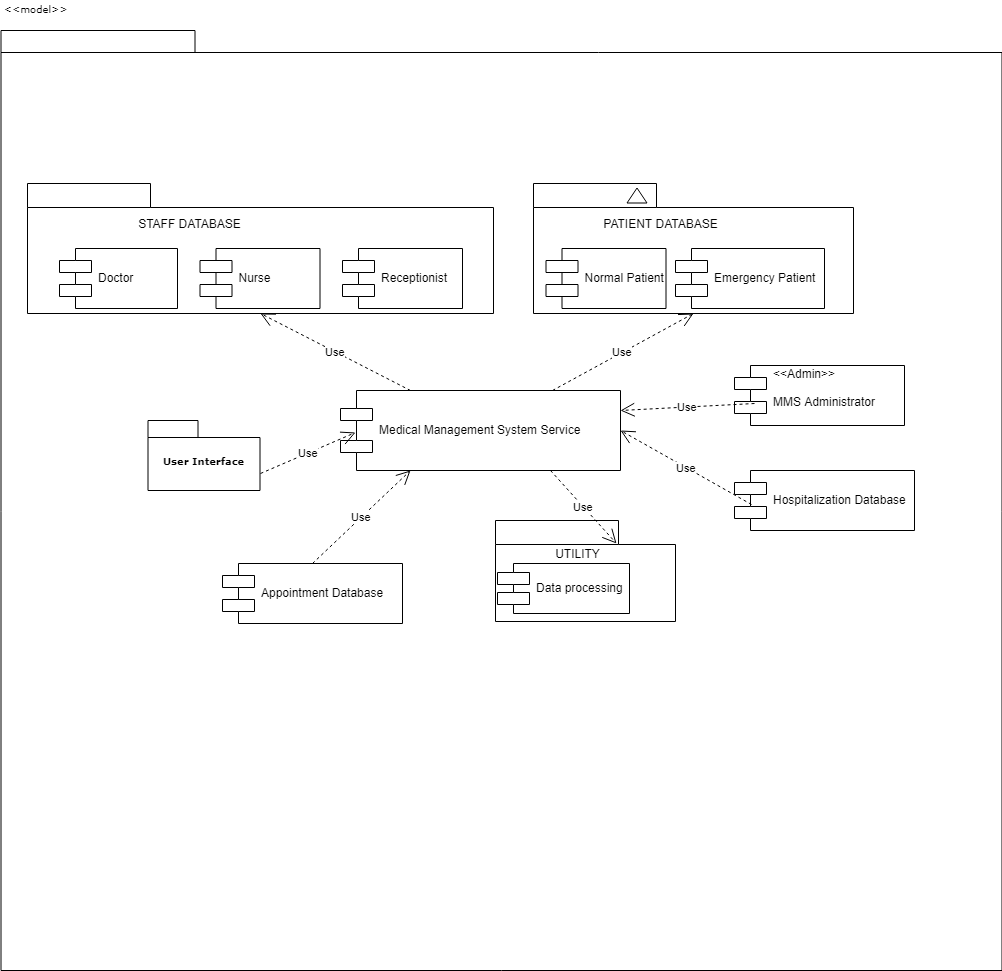 <<model>>
STAFF DATABASE
Doctor
Nurse
Receptionist
PATIENT DATABASE
Normal Patient
Emergency Patient
Use
Use
<<Admin>>
MMS Administrator
Use
Medical Management System Service
User Interface
Use
Use
Hospitalization Database
Use
Use
UTILITY
Data processing
Appointment Database